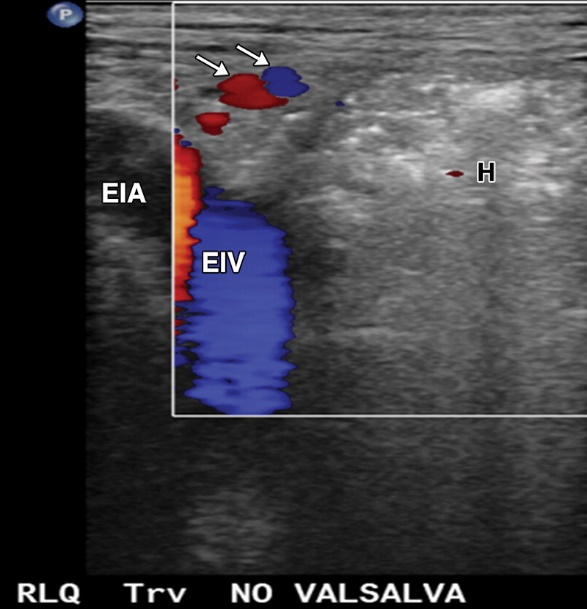 P
H
EIA
EIV
RLQ Trv NO VALSALVA